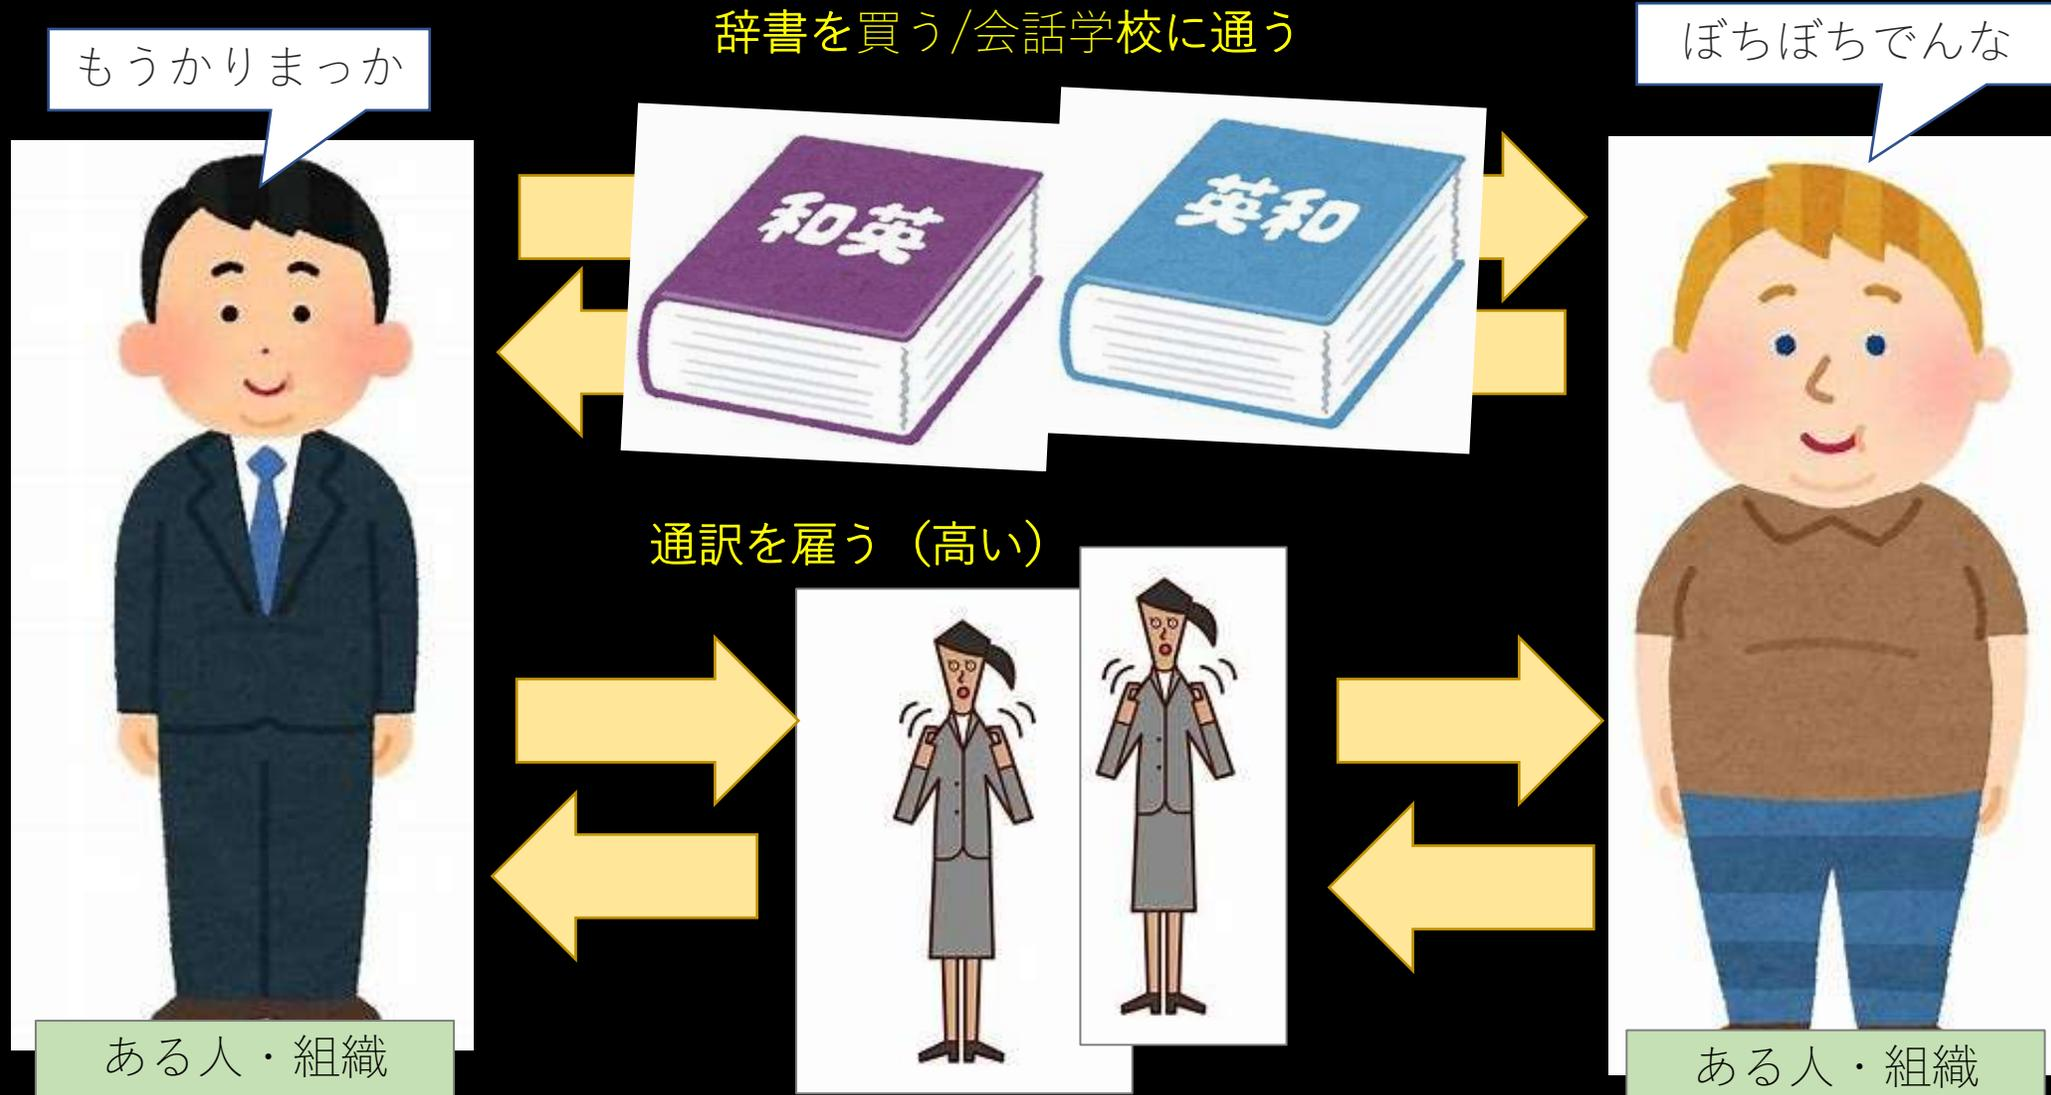 辞書を買う/会話学校に通う
もうかりまっか
ぼちぼちでんな
和英
英和
通訳を雇う（高い）
ある人・組織
ある人・組織